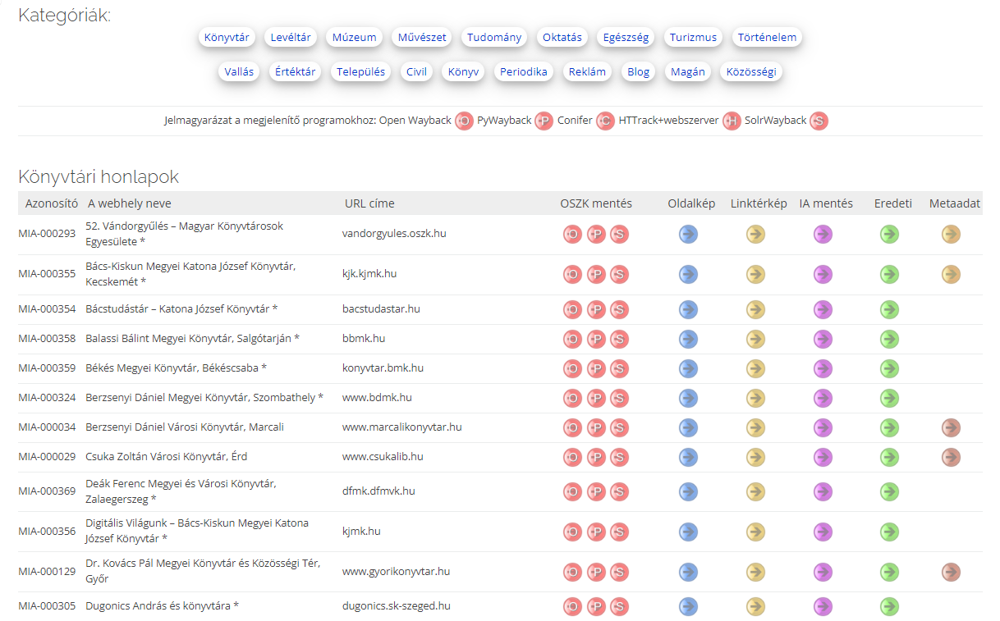 Kategóriák:
Könyvtár Levéltár Múzeum Művészet Tudomány Oktatás Egészség Turizmus Történelem
Vallás Értéktár Település Civil Könyv Periodika Reklám Blog Magán Közösségi
Jelmagyarázat a megjelenítő programokhoz: Open Wayback O PyWayback P Conifer C HTTrack+webszerver H SolrWayback S
Könyvtári honlapok
Azonosító A webhely neve URL címe OSZK mentés Oldalkép Linktérkép IA mentés Eredeti Metaadat
MIA-000293 52. Vándorgyűlés – Magyar Könyvtárosok
Egyesülete * vandorgyules.oszk.hu O P S
MIA-000355 Bács-Kiskun Megyei Katona József Könyvtár,
Kecskemét * kjk.kjmk.hu O P S
MIA-000354 Bácstudástár – Katona József Könyvtár * bacstudastar.hu O P S
MIA-000358 Balassi Bálint Megyei Könyvtár, Salgótarján * bbmk.hu O P S
MIA-000359 Békés Megyei Könyvtár, Békéscsaba * konyvtar.bmk.hu O P S
MIA-000324 Berzsenyi Dániel Megyei Könyvtár, Szombathely * www.bdmk.hu O P S
MIA-000034 Berzsenyi Dániel Városi Könyvtár, Marcali www.marcalikonyvtar.hu O P S
MIA-000029 Csuka Zoltán Városi Könyvtár, Érd www.csukalib.hu O P S
MIA-000369 Deák Ferenc Megyei és Városi Könyvtár,
Zalaegerszeg * dfmk.dfmvk.hu O P S
MIA-000356 Digitális Világunk – Bács-Kiskun Megyei Katona
József Könyvtár * kjmk.hu O P S
MIA-000129 Dr. Kovács Pál Megyei Könyvtár és Közösségi Tér,
Győr www.gyorikonyvtar.hu O P S
MIA-000305 Dugonics András és könyvtára * dugonics.sk-szeged.hu O P S